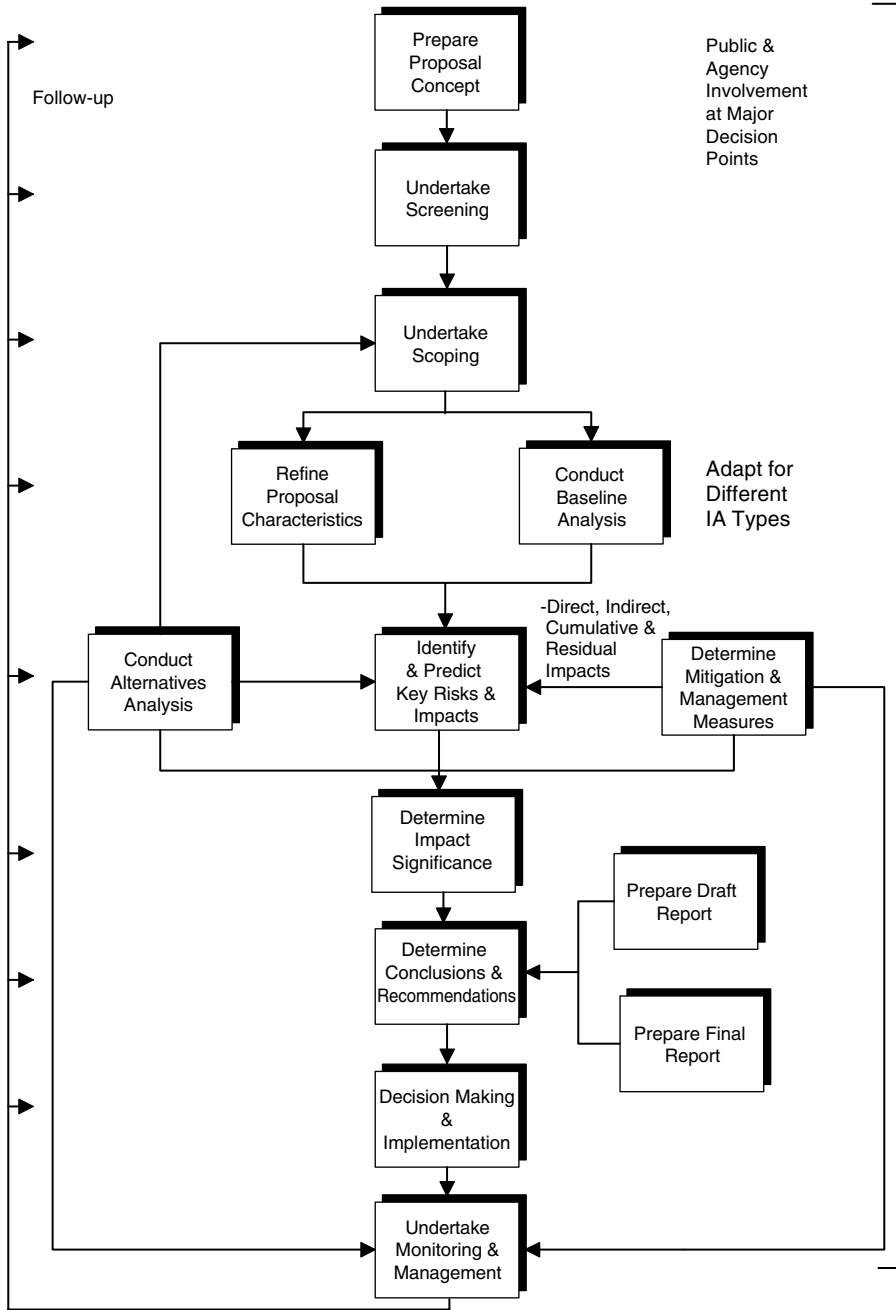 Prepare
Proposal
Concept
Public &
Agency
Involvement
at Major
Decision
Points
Follow-up
Undertake
Screening
Undertake
Scoping
Refine
Proposal
Characteristics
Conduct
Baseline
Analysis
Adapt for
Different
IA Types
Conduct
Alternatives
Analysis
Identify
& Predict
Key Risks &
Impacts
-Direct, Indirect,
Cumulative &
Residual
Impacts
Determine
Mitigation &
Management
Measures
Determine
Impact
Significance
Prepare Draft
Report
Determine
Conclusions &
Recommendations
Prepare Final
Report
Decision Making
&
Implementation
Undertake
Monitoring &
Management